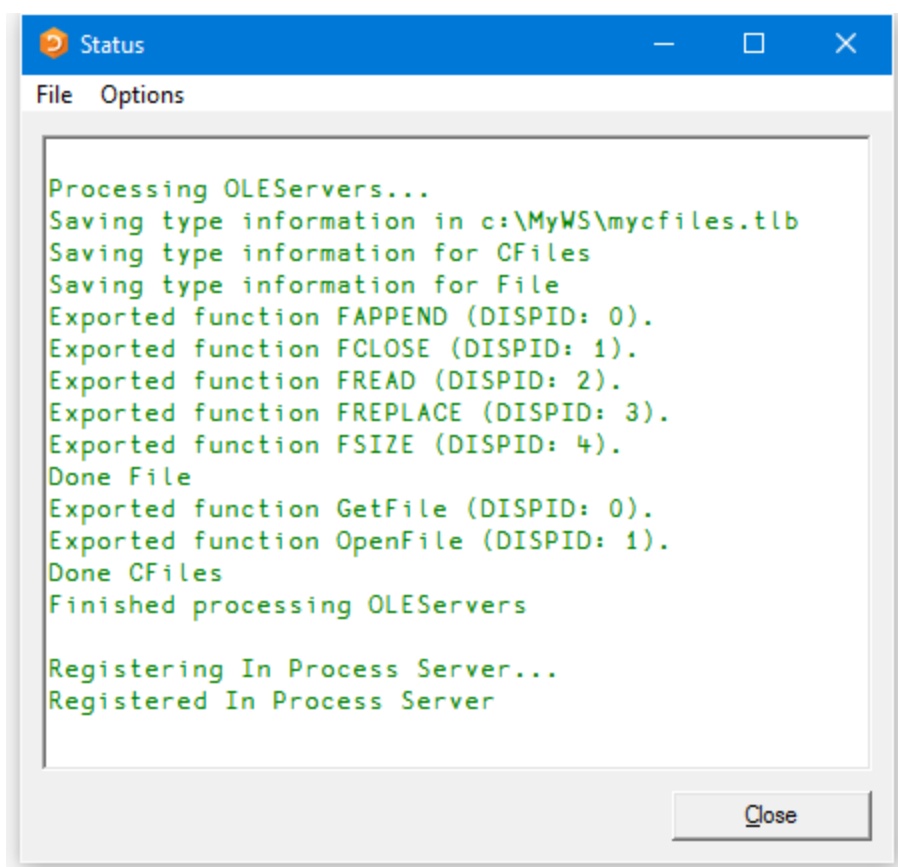 Status
File Options
Processing OLEServers...
Saving type information in c:\MyWS\mycfiles.tlb
Saving type information for CFiles
Saving type information for File
Exported function FAPPEND (DISPID: 0).
Exported function FCLOSE (DISPID: 1).
Exported function FREAD (DISPID: 2).
Exported function FREPLACE (DISPID: 3).
Exported function FSIZE (DISPID: 4).
Done File
Exported function GetFile (DISPID: 0).
Exported function OpenFile (DISPID: 1).
Done CFiles
Finished processing OLEServers
Registering In Process Server...
Registered In Process Server
Close